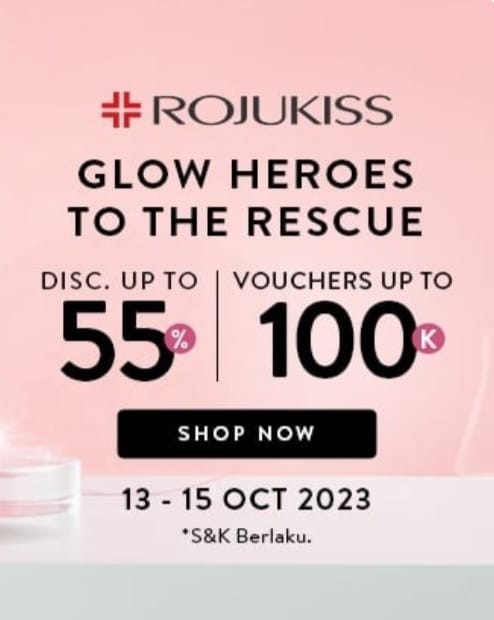 ROJUKISS
GLOW HEROES
TO THE RESCUE
DISC. UP TO
55%
VOUCHERS UP TO
100K
SHOP NOW
13 - 15 OCT 2023
*S&K Berlaku.